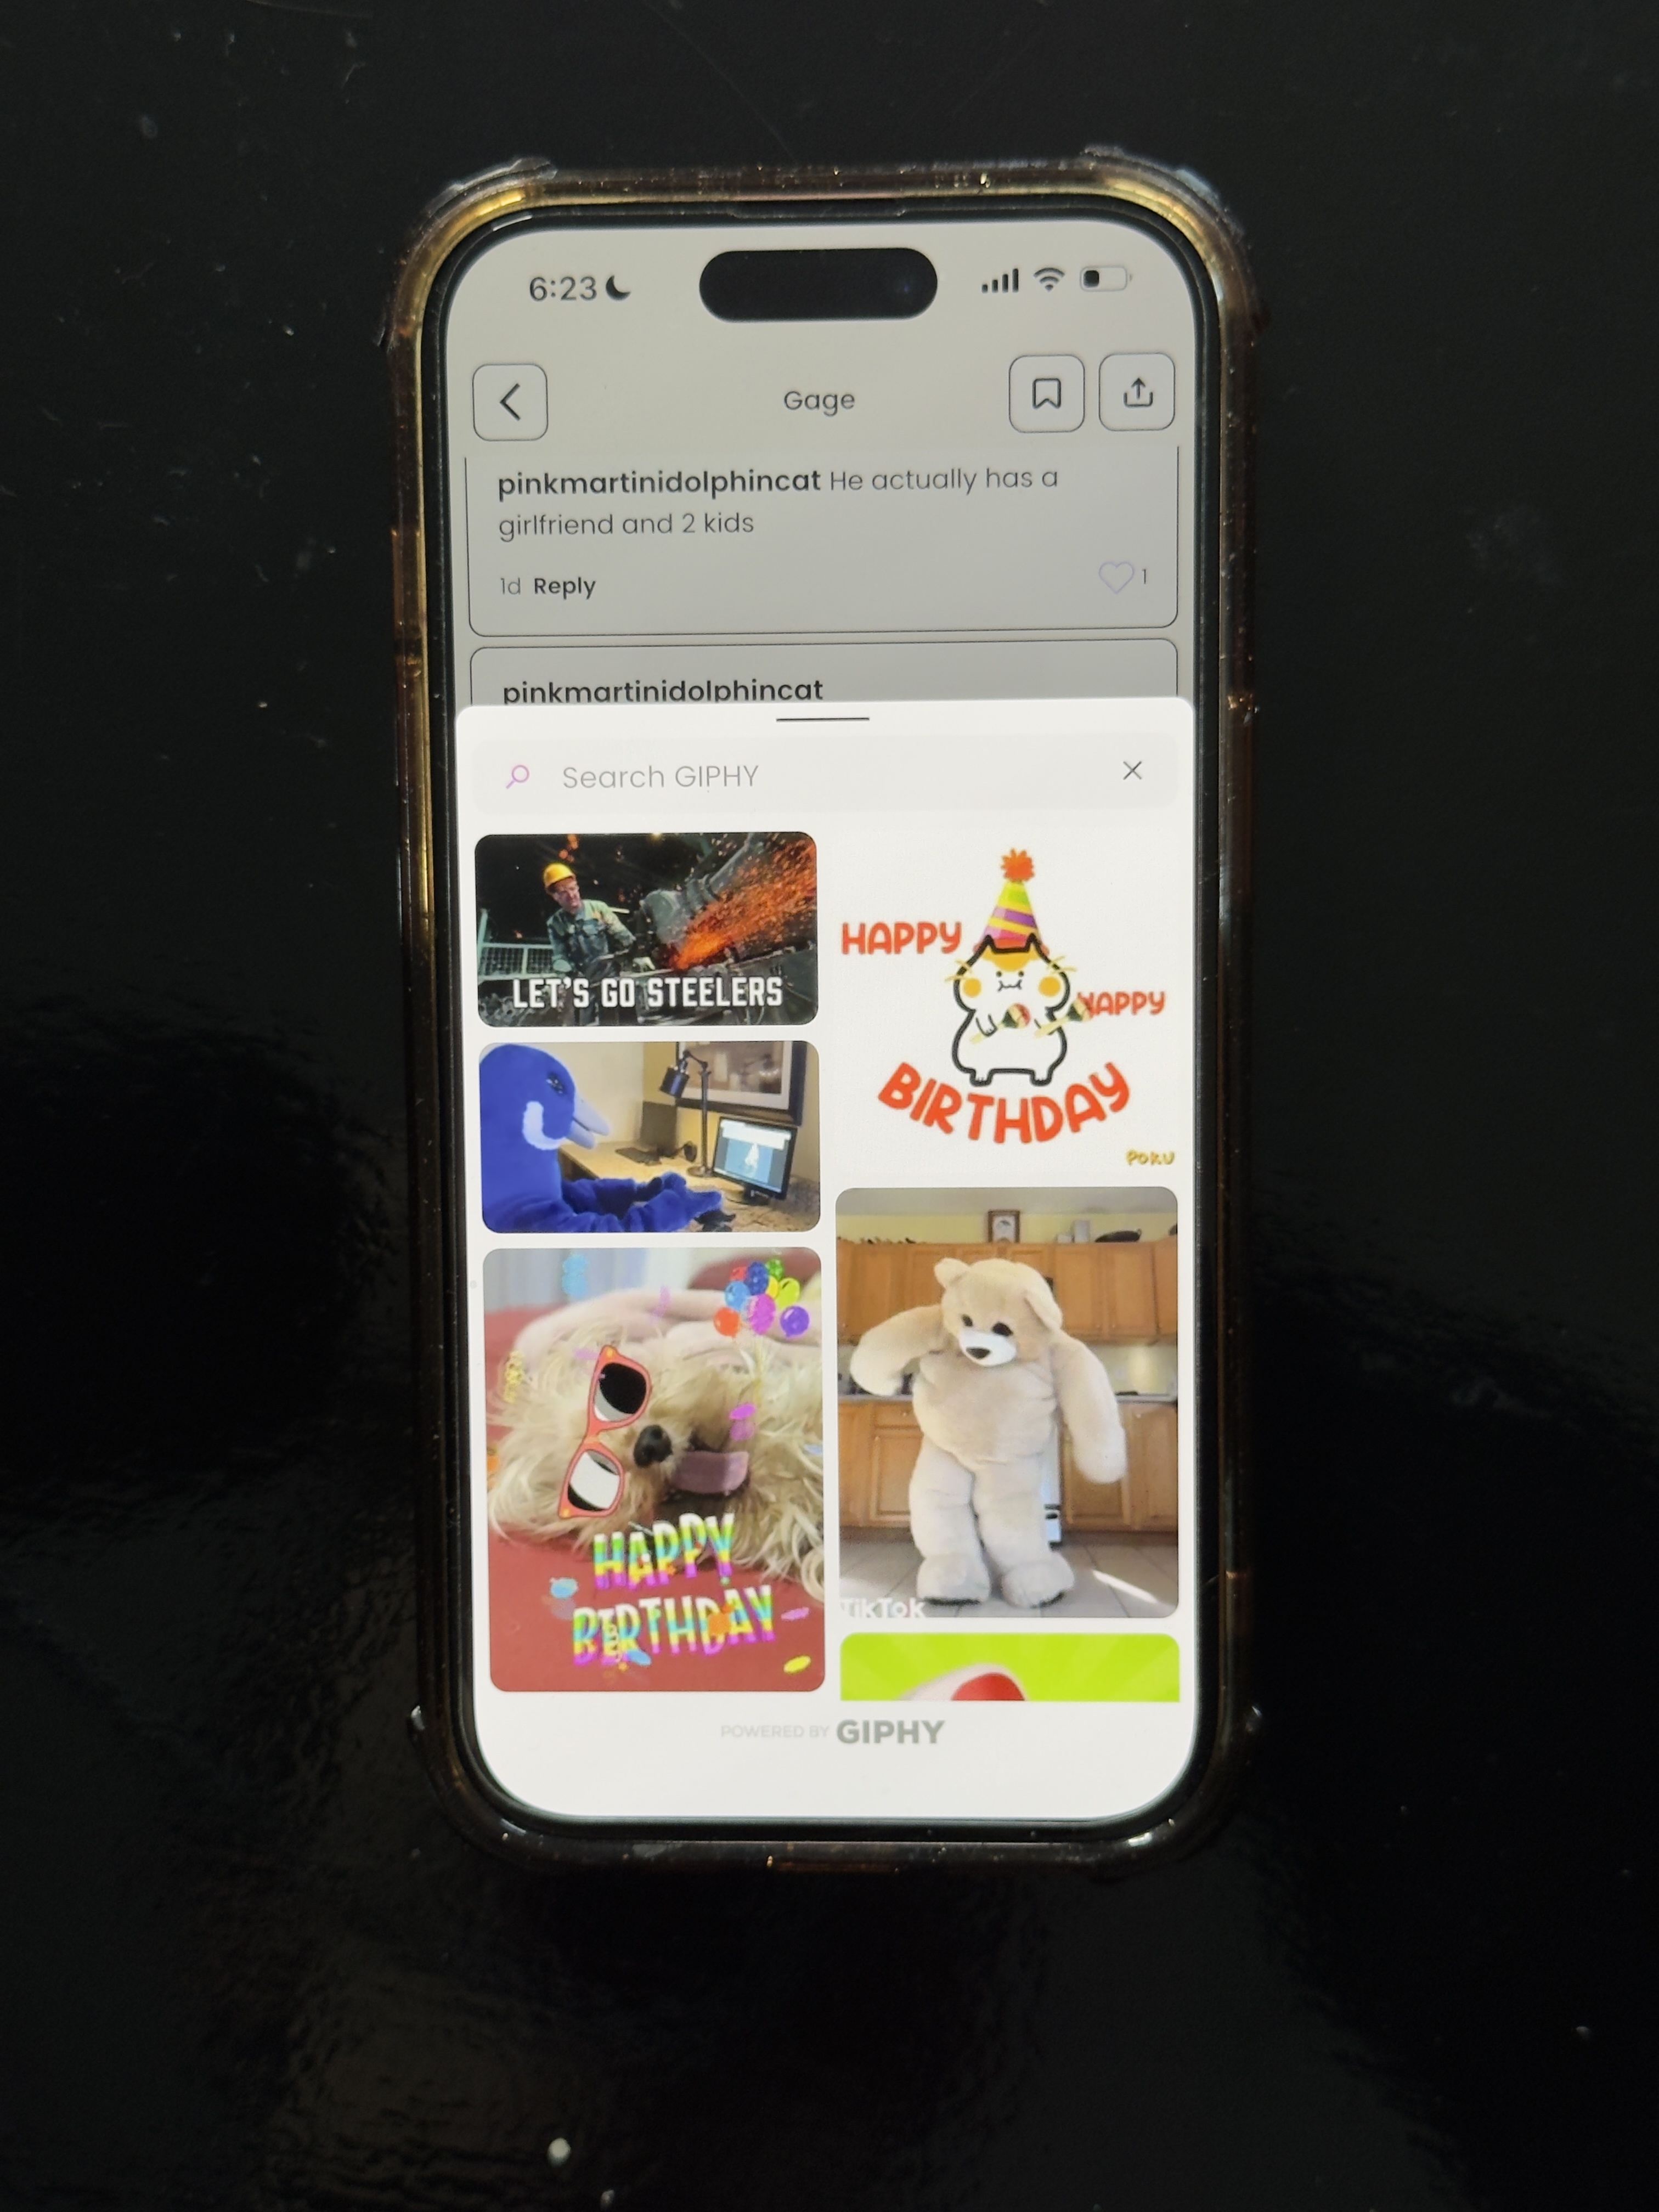 6:23
Gage
pinkmartinidolphincat He actually has a
girlfriend and 2 kids
1d Reply
1
pinkmartinidolphincat
Search GIPHY
LET'S GO STEELERS
HAPPY
HAPPY
BIRTHDAY
POKU
HAPPY
BIRTHDAY
TikTok
POWERED BY GIPHY